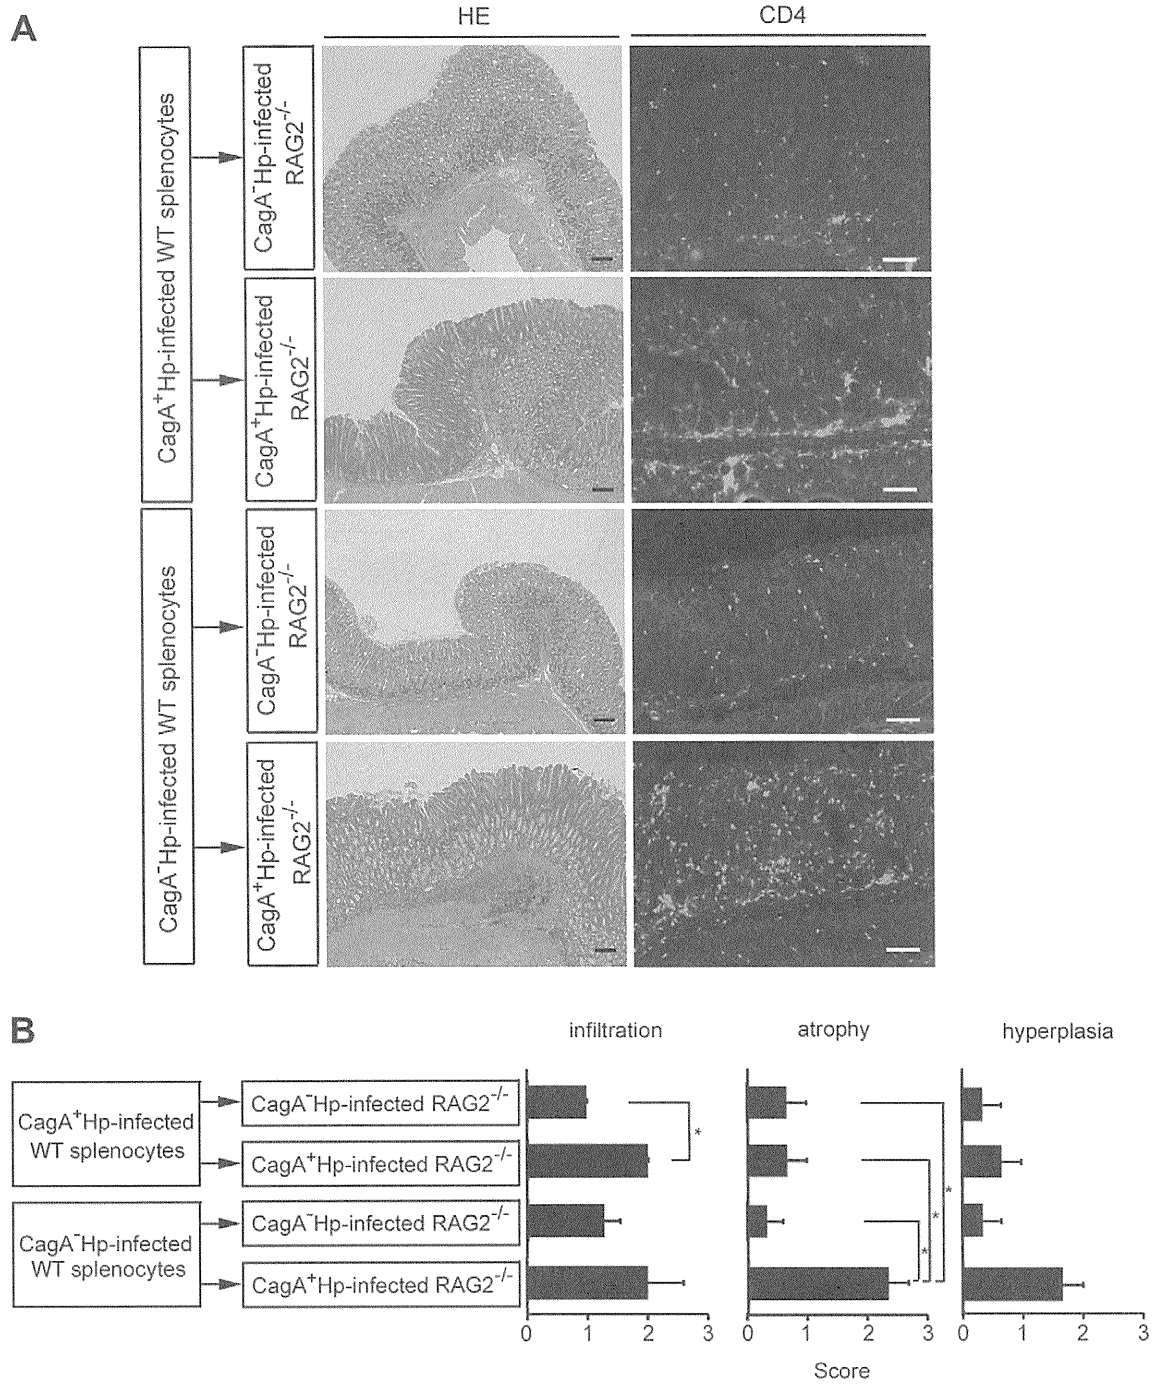 A
HE
CD4
CagA⁺Hp-infected WT splenocytes
CagA⁻Hp-infected
RAG2⁻/⁻
CagA⁺Hp-infected
RAG2⁻/⁻
CagA⁻Hp-infected WT splenocytes
CagA⁻Hp-infected
RAG2⁻/⁻
CagA⁺Hp-infected
RAG2⁻/⁻
B
infiltration
atrophy
hyperplasia
CagA⁺Hp-infected
WT splenocytes
CagA⁻Hp-infected RAG2⁻/⁻
CagA⁺Hp-infected RAG2⁻/⁻
CagA⁻Hp-infected
WT splenocytes
CagA⁻Hp-infected RAG2⁻/⁻
CagA⁺Hp-infected RAG2⁻/⁻
*
*
*
*
0 1 2 3
0 1 2 3
0 1 2 3
Score